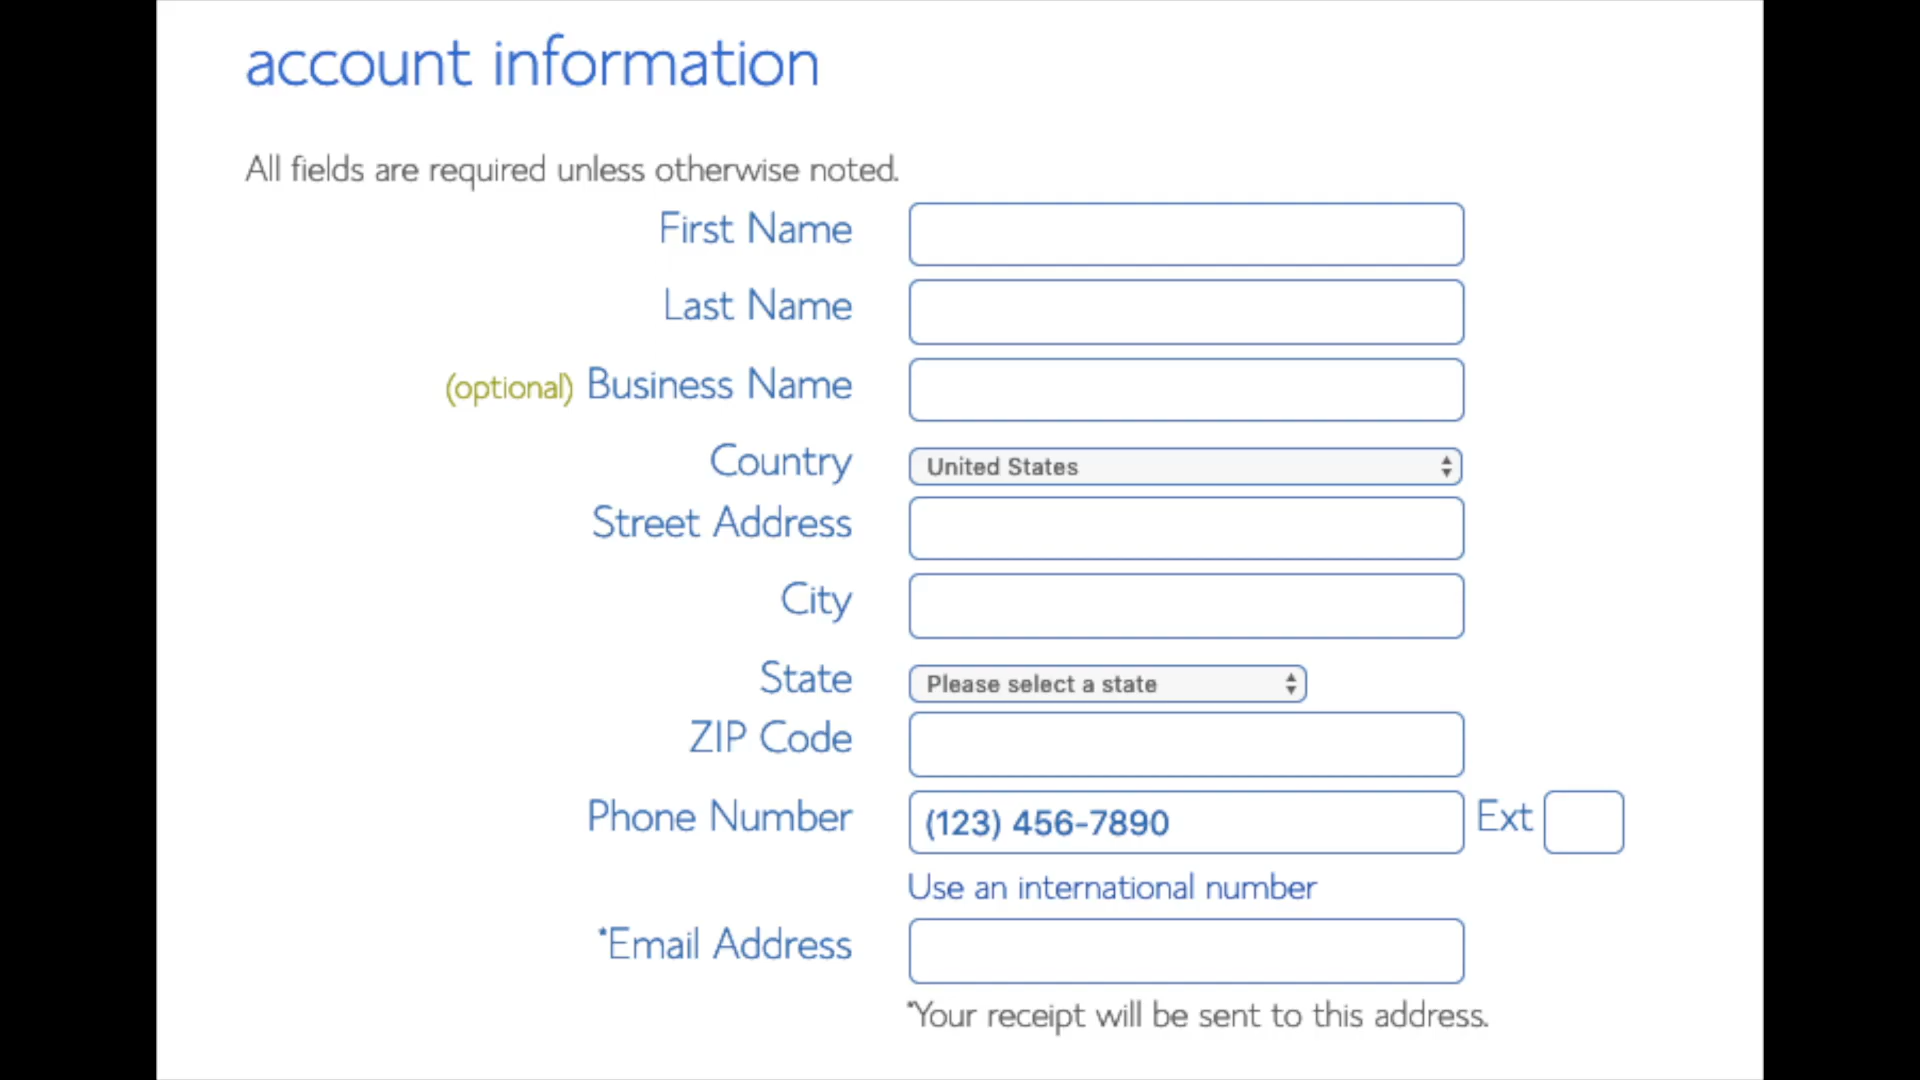 account information
All fields are required unless otherwise noted.
First Name
Last Name
(optional) Business Name
Country United States
Street Address
City
State Please select a state
ZIP Code
Phone Number (123) 456-7890 Ext
Use an international number
*Email Address
*Your receipt will be sent to this address.